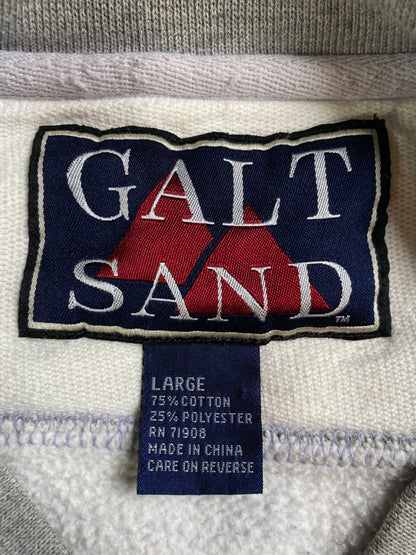 GALT
SAND
TM
LARGE
75% COTTON
25% POLYESTER
RN 71908
MADE IN CHINA
CARE ON REVERSE